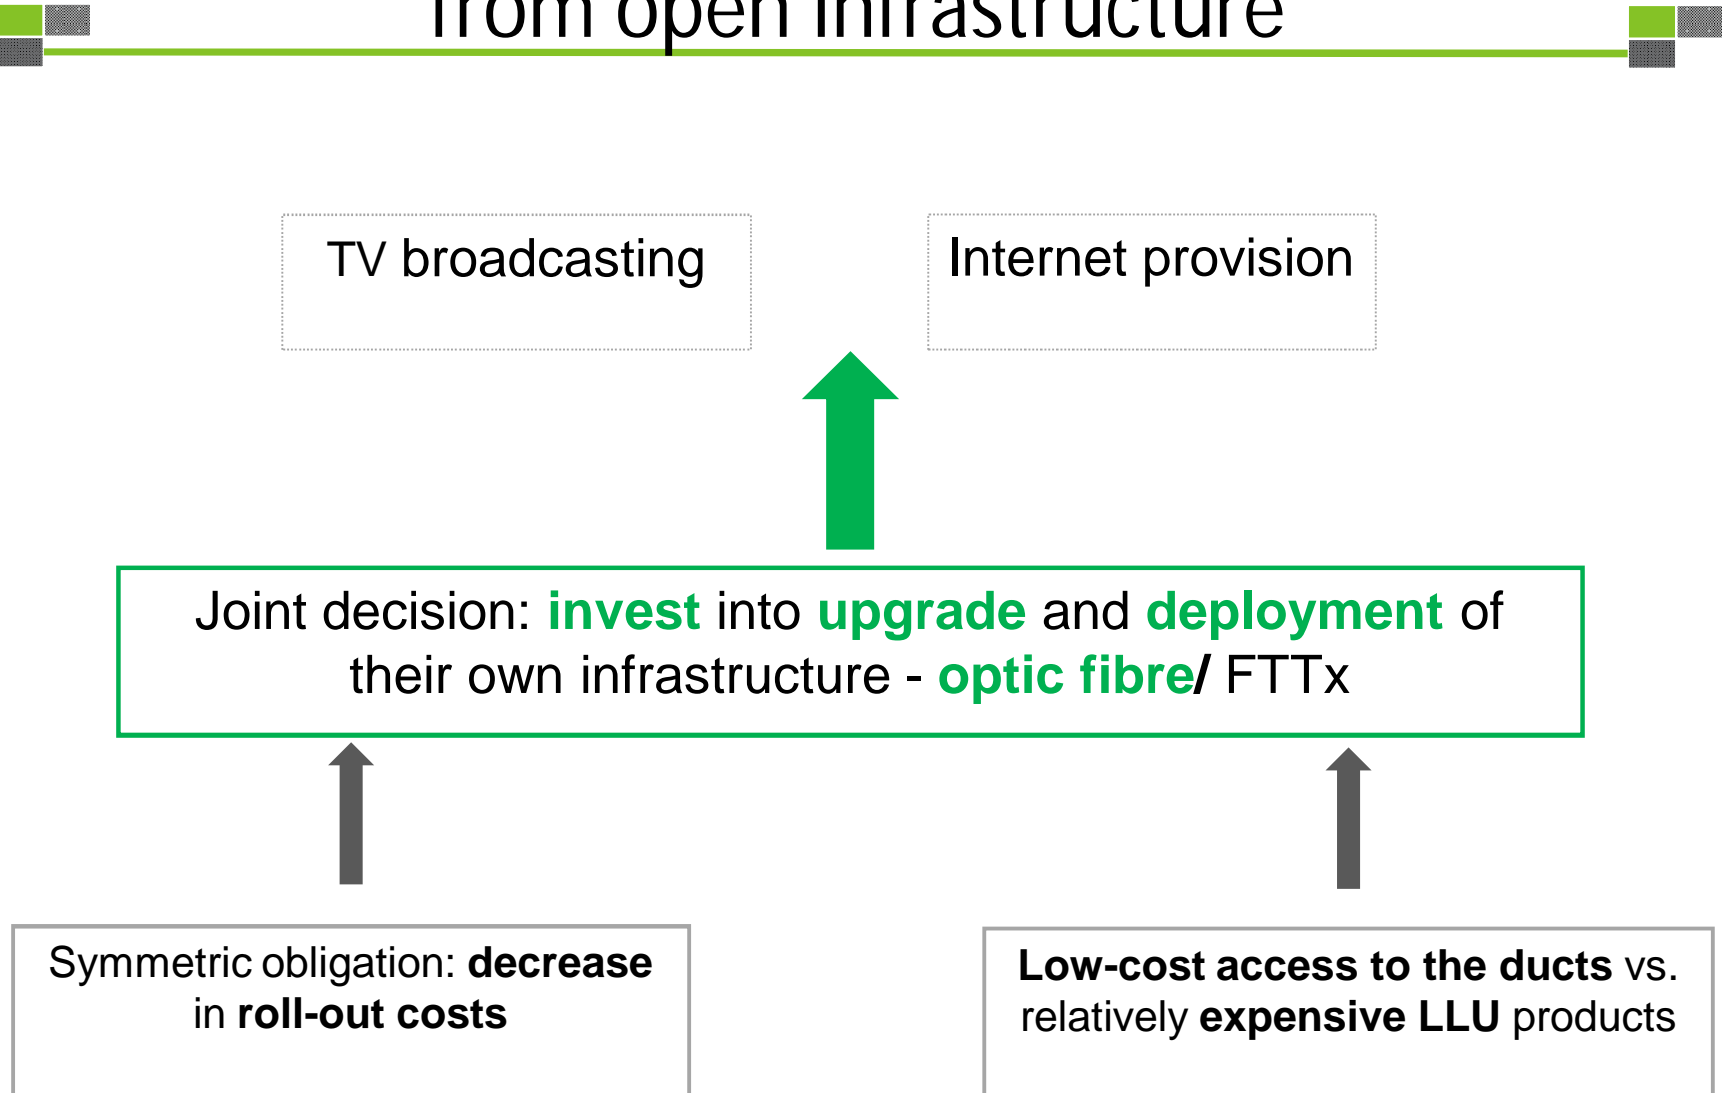 from open infrastructure
TV broadcasting
Internet provision
Joint decision: invest into upgrade and deployment of
their own infrastructure - optic fibre/ FTTx
Symmetric obligation: decrease
in roll-out costs
Low-cost access to the ducts vs.
relatively expensive LLU products